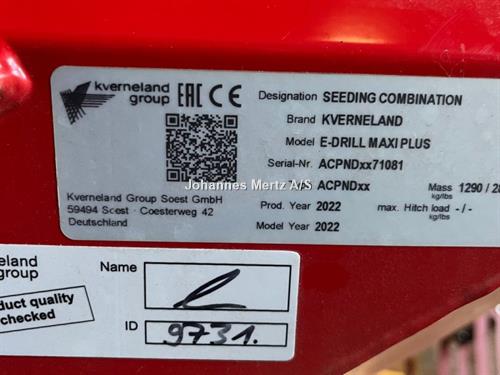 kverneland
group
EAC CE
Designation SEEDING COMBINATION
Brand KVERNELAND
Model E-DRILL MAXI PLUS
Serial-Nr. ACPNDxx71081
Johannes Mertz A/S
ACPNDxx Mass 1290 / 28
kg/lbs
Prod. Year 2022 max. Hitch load -/-
kg/lbs
Model Year 2022
Kverneland Group Soest GmbH
59494 Soest · Coesterweg 42
Deutschland
verneland
group
duct quality
checked
Name
ID 9731.